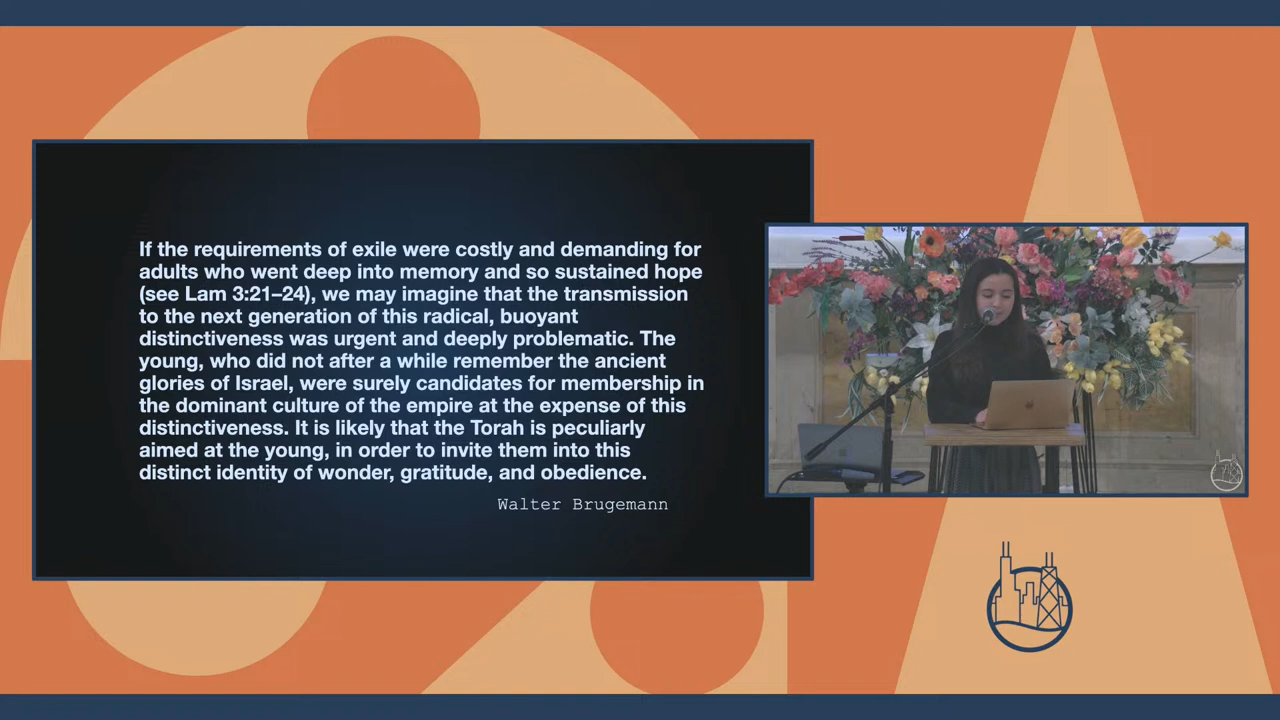 If the requirements of exile were costly and demanding for
adults who went deep into memory and so sustained hope
(see Lam 3:21–24), we may imagine that the transmission
to the next generation of this radical, buoyant
distinctiveness was urgent and deeply problematic. The
young, who did not after a while remember the ancient
glories of Israel, were surely candidates for membership in
the dominant culture of the empire at the expense of this
distinctiveness. It is likely that the Torah is peculiarly
aimed at the young, in order to invite them into this
distinct identity of wonder, gratitude, and obedience.
Walter Brugemann